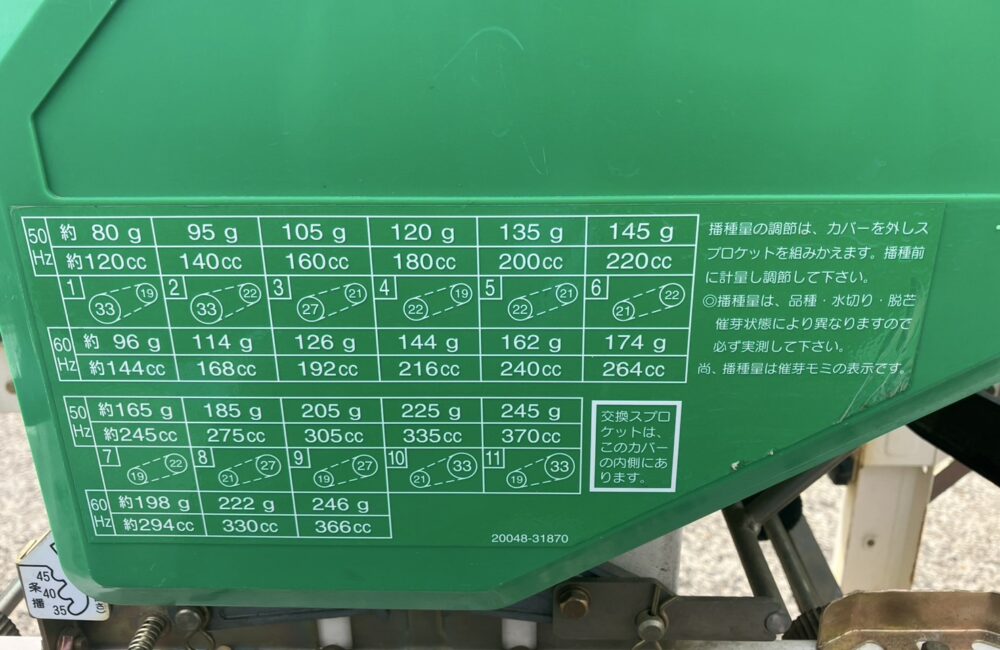 50Hz 約 80 g 95 g 105 g 120 g 135 g 145 g
約120cc 140cc 160cc 180cc 200cc 220cc
1 33 19 2 33 22 3 27 21 4 22 19 5 22 21 6 21 22
60Hz 約 96 g 114 g 126 g 144 g 162 g 174 g
約144cc 168cc 192cc 216cc 240cc 264cc
播種量の調節は、カバーを外しス
プロケットを組みかえます。播種前
に計量し調節して下さい。
◎播種量は、品種・水切り・脱芒
催芽状態により異なりますので
必ず実測して下さい。
尚、播種量は催芽モミの表示です。
50Hz 約165 g 185 g 205 g 225 g 245 g
約245cc 275cc 305cc 335cc 370cc
7 19 22 8 21 27 9 19 27 10 21 33 11 19 33
60Hz 約198 g 222 g 246 g
約294cc 330cc 366cc
交換スプロ
ケットは、
このカバー
の内側にあ
ります。
20048-31870
45
条 40
播 35